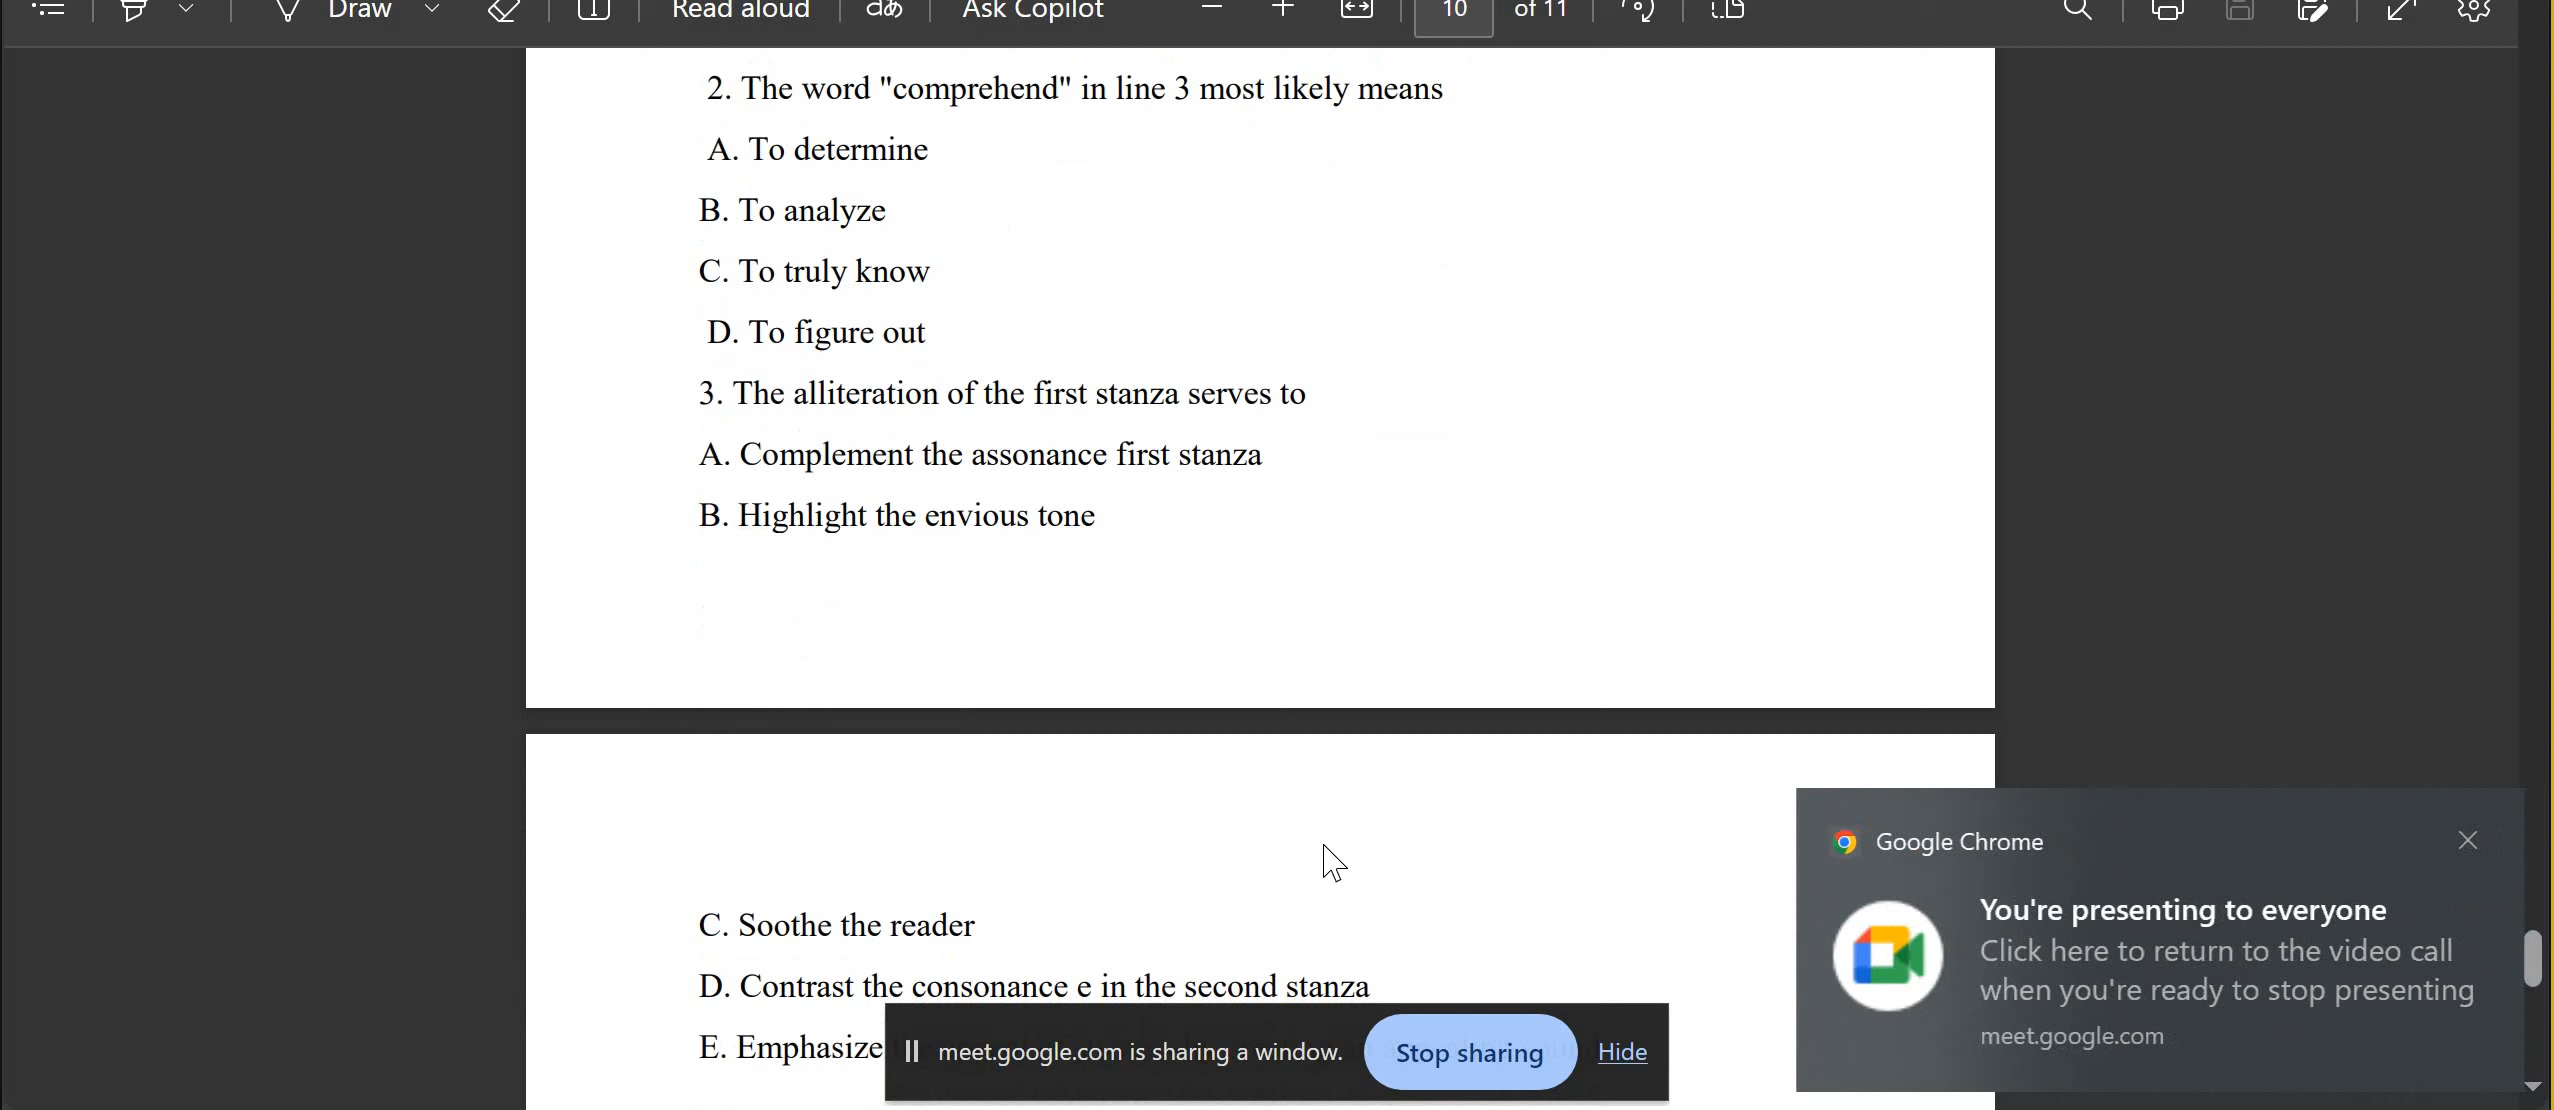 Draw
Read aloud
aあ
Ask Copilot
10
of 11
2. The word "comprehend" in line 3 most likely means
A. To determine
B. To analyze
C. To truly know
D. To figure out
3. The alliteration of the first stanza serves to
A. Complement the assonance first stanza
B. Highlight the envious tone
C. Soothe the reader
D. Contrast the consonance e in the second stanza
E. Emphasize
meet.google.com is sharing a window.
Stop sharing
Hide
Google Chrome
You're presenting to everyone
Click here to return to the video call
when you're ready to stop presenting
meet.google.com